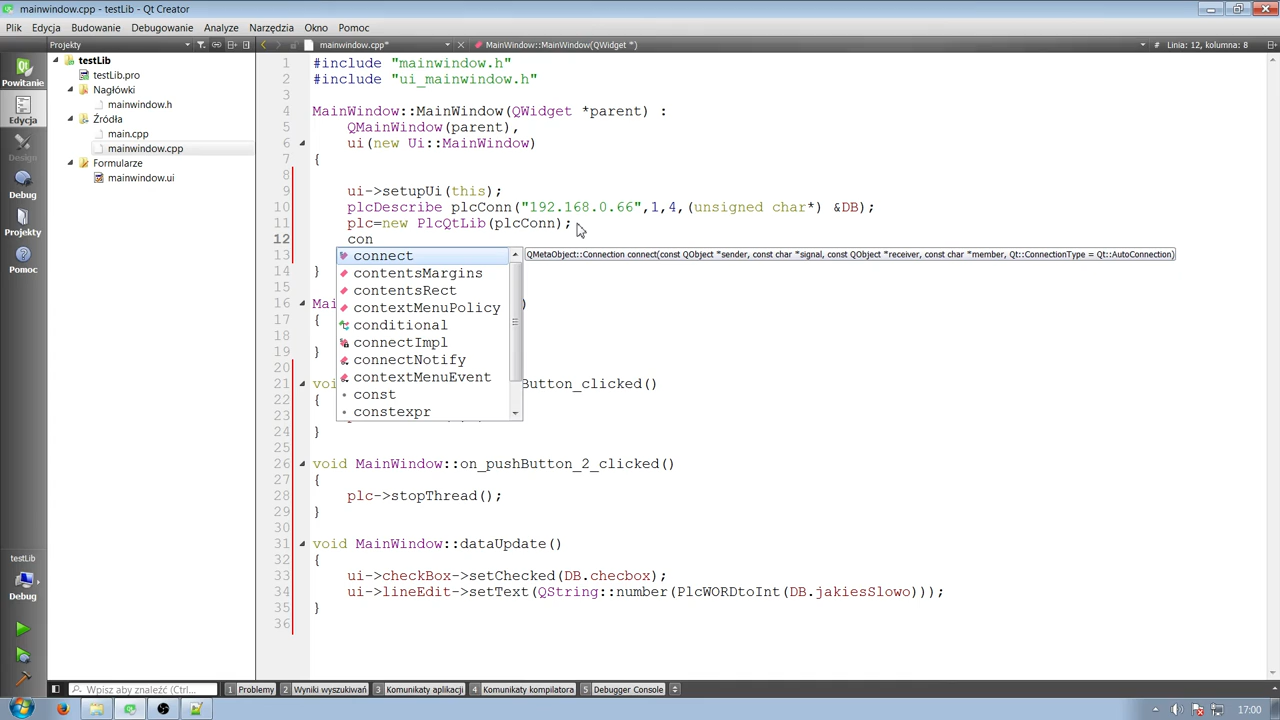 mainwindow.cpp - testLib - Qt Creator
Plik Edycja Budowanie Debugowanie Analiza Narzędzia Okno Pomoc
Projekty mainwindow.cpp* MainWindow::MainWindow(QWidget *) # Linia: 12, kolumna: 8
testLib
testLib.pro
Nagłówki
mainwindow.h
Źródła
main.cpp
mainwindow.cpp
Formularze
mainwindow.ui
Powitanie
Edycja
Design
Debug
Projekty
Pomoc
testLib
Debug
1 #include "mainwindow.h"
2 #include "ui_mainwindow.h"
3
4 MainWindow::MainWindow(QWidget *parent) :
5 QMainWindow(parent),
6 ui(new Ui::MainWindow)
7 {
8
9 ui->setupUi(this);
10 plcDescribe plcConn("192.168.0.66",1,4,(unsigned char*) &DB);
11 plc=new PlcQtLib(plcConn);
12 con
13
14 }
connect
contentsMargins
contentsRect
contextMenuPolicy
conditional
connectImpl
connectNotify
contextMenuEvent
const
constexpr
QMetaObject::Connection connect(const QObject *sender, const char *signal, const QObject *receiver, const char *member, Qt::ConnectionType = Qt::AutoConnection)
16 Mai )
17 {
18
19 }
20
21 voi Button_clicked()
22 {
23
24 }
25
26 void MainWindow::on_pushButton_2_clicked()
27 {
28 plc->stopThread();
29 }
30
31 void MainWindow::dataUpdate()
32 {
33 ui->checkBox->setChecked(DB.checbox);
34 ui->lineEdit->setText(QString::number(PlcWORDtoInt(DB.jakiesSlowo)));
35 }
36
Wpisz aby znaleźć (Ctrl... 1 Problemy 2 Wyniki wyszukiwań 3 Komunikaty aplikacji 4 Komunikaty kompilatora 5 Debugger Console
17:00